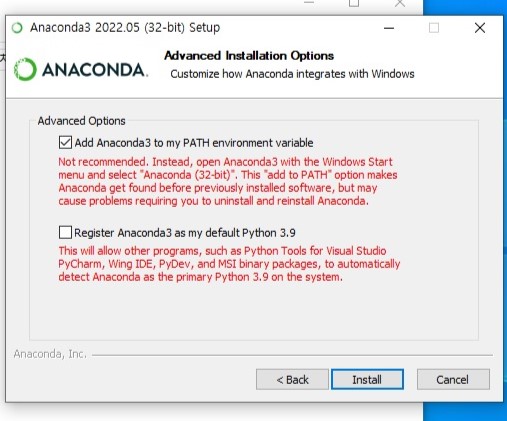 Anaconda3 2022.05 (32-bit) Setup
Advanced Installation Options
Customize how Anaconda integrates with Windows
ANACONDA.
Advanced Options
Add Anaconda3 to my PATH environment variable
Not recommended. Instead, open Anaconda3 with the Windows Start
menu and select "Anaconda (32-bit)". This "add to PATH" option makes
Anaconda get found before previously installed software, but may
cause problems requiring you to uninstall and reinstall Anaconda.
Register Anaconda3 as my default Python 3.9
This will allow other programs, such as Python Tools for Visual Studio
PyCharm, Wing IDE, PyDev, and MSI binary packages, to automatically
detect Anaconda as the primary Python 3.9 on the system.
Anaconda, Inc.
< Back
Install
Cancel